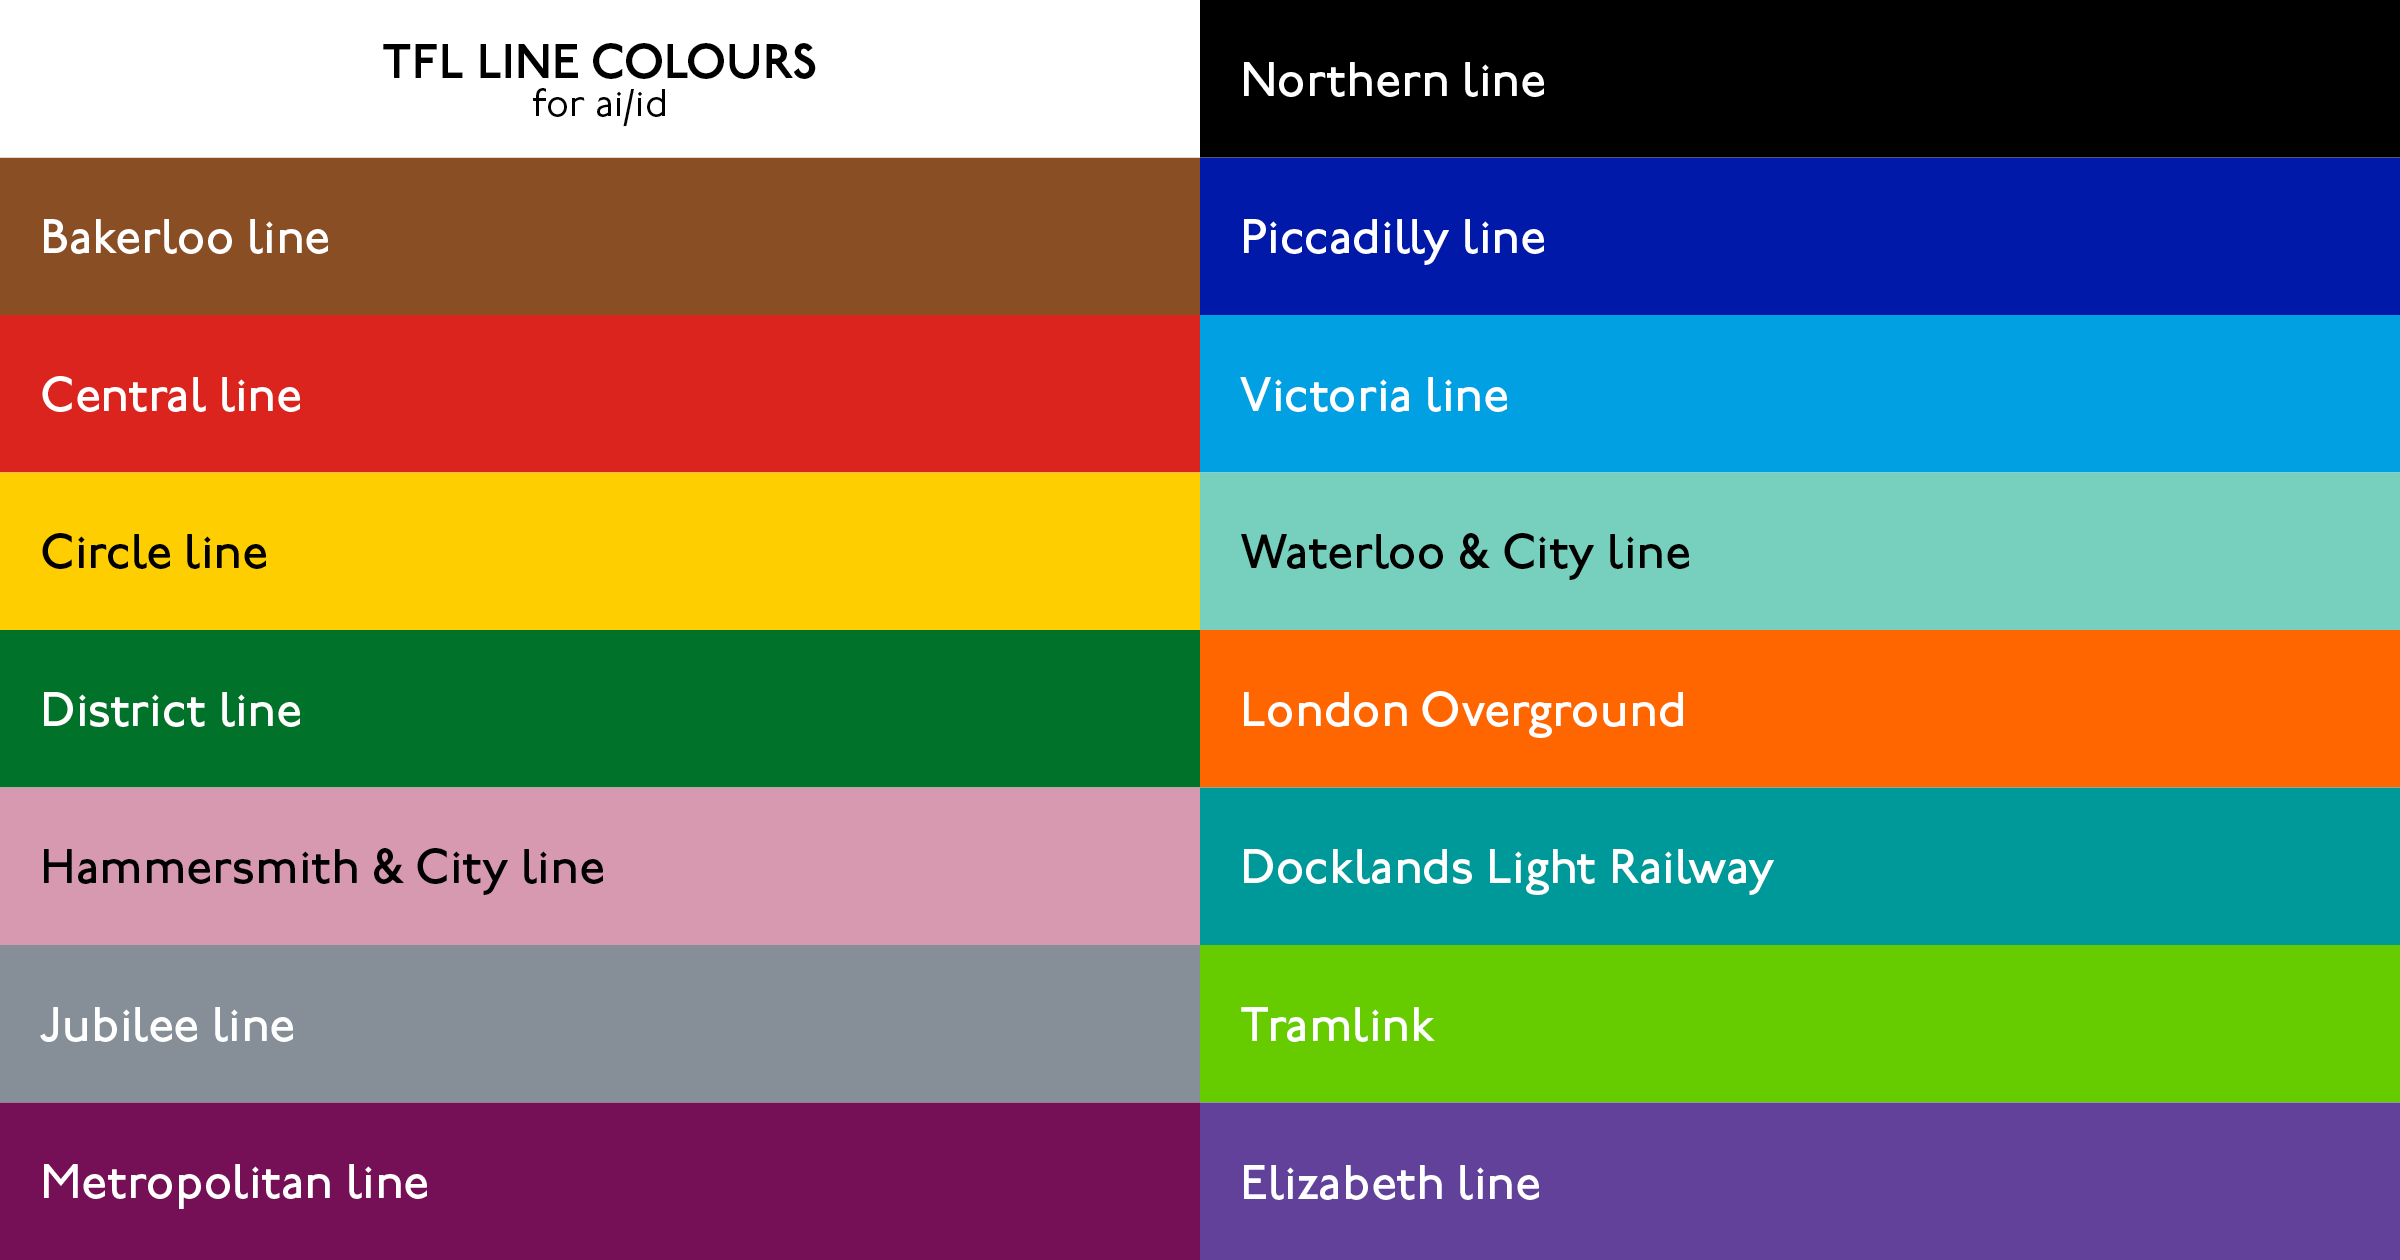 TFL LINE COLOURS
for ai/id
Bakerloo line
Central line
Circle line
District line
Hammersmith & City line
Jubilee line
Metropolitan line
Northern line
Piccadilly line
Victoria line
Waterloo & City line
London Overground
Docklands Light Railway
Tramlink
Elizabeth line